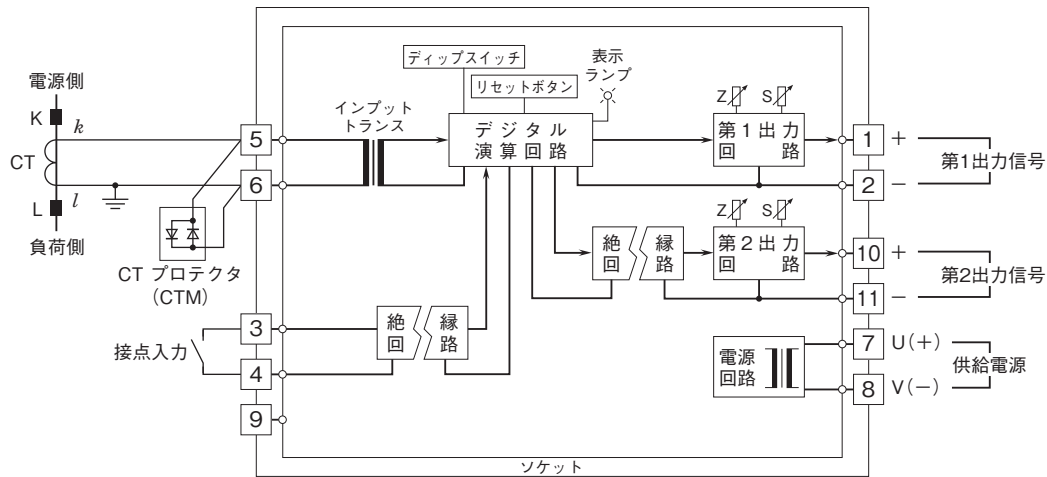 ディップスイッチ
表示
ランプ
リセットボタン
電源側
K
k
CT
l
L
負荷側
インプット
トランス
デジタル
演算回路
Z
S
第1出力
回路
5
6
1
+
2
−
第1出力信号
CT プロテクタ
(CTM)
絶縁
回路
Z
S
第2出力
回路
10
+
11
−
第2出力信号
接点入力
3
4
9
絶縁
回路
電源
回路
7
U(+)
8
V(−)
供給電源
ソケット